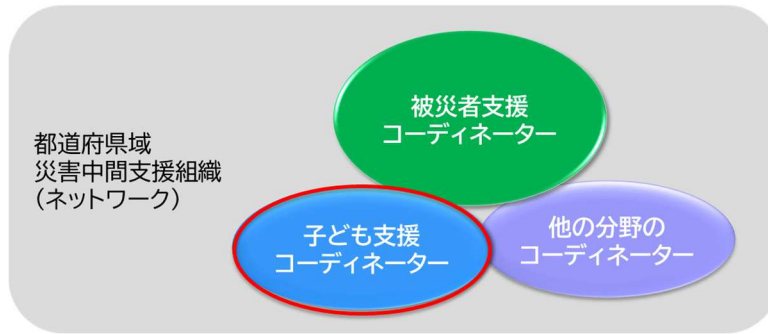 都道府県域
災害中間支援組織
(ネットワーク)
被災者支援
コーディネーター
子ども支援
コーディネーター
他の分野の
コーディネーター